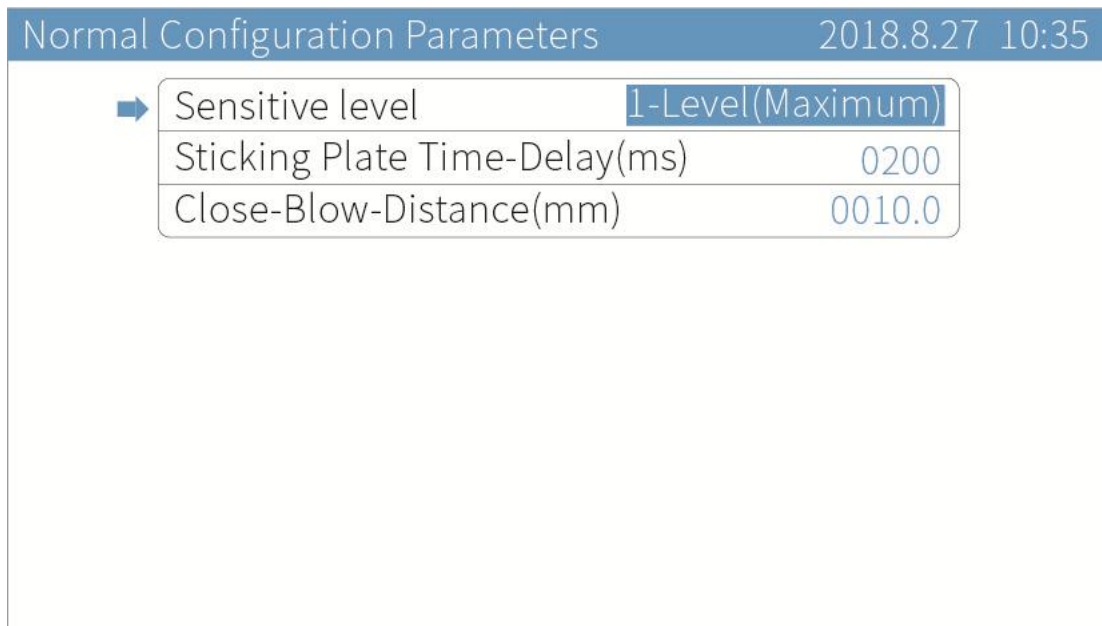 Normal Configuration Parameters 2018.8.27 10:35
Sensitive level 1-Level(Maximum)
Sticking Plate Time-Delay(ms) 0200
Close-Blow-Distance(mm) 0010.0